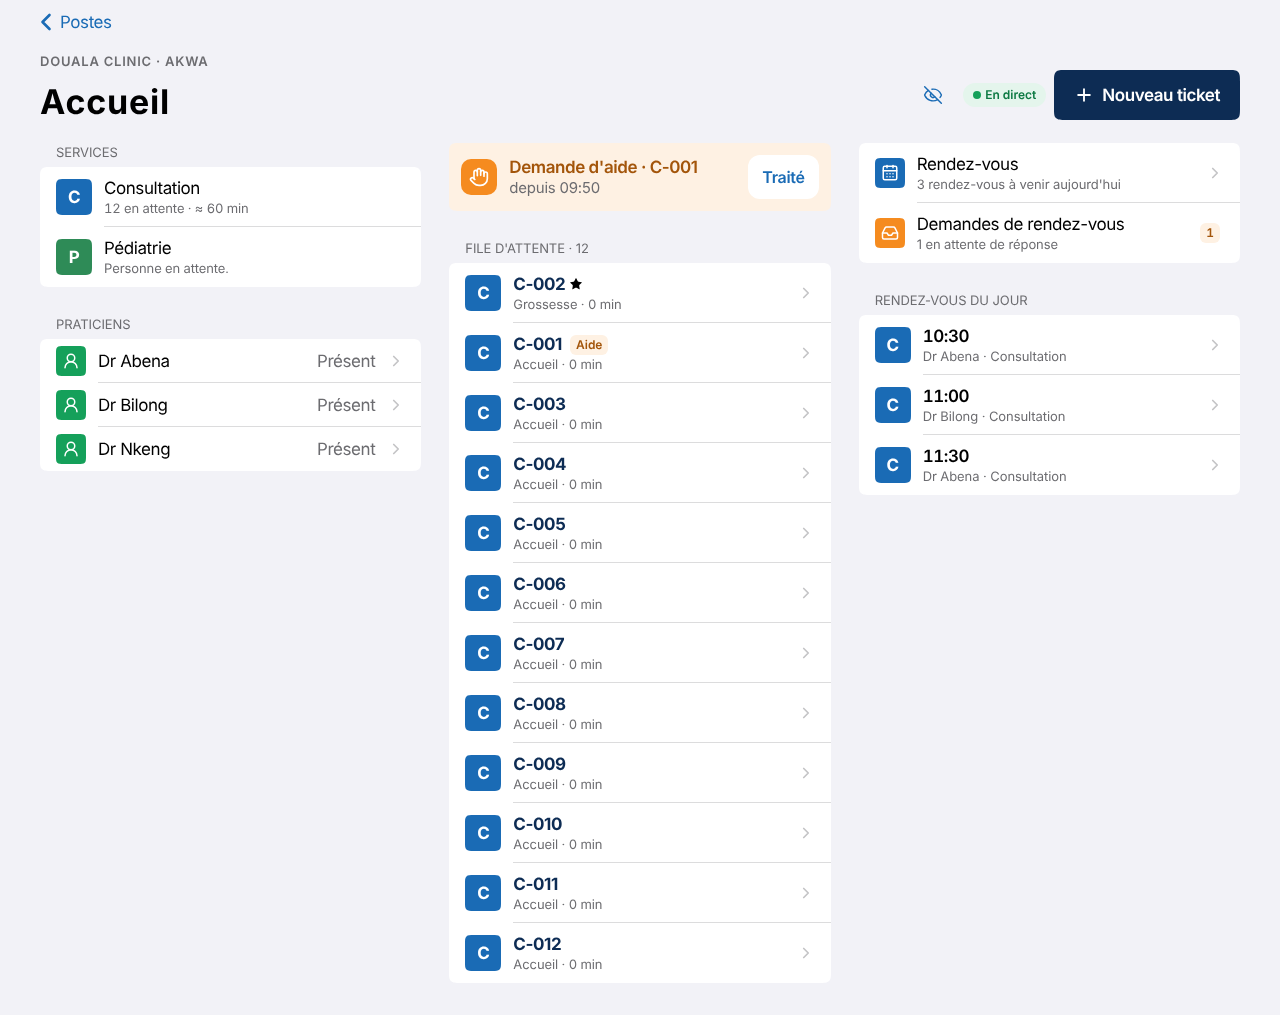 Postes
DOUALA CLINIC · AKWA
Accueil
En direct
+ Nouveau ticket
SERVICES
C
Consultation
12 en attente · ≈ 60 min
P
Pédiatrie
Personne en attente.
PRATICIENS
Dr Abena Présent
Dr Bilong Présent
Dr Nkeng Présent
Demande d'aide · C-001
depuis 09:50
Traité
FILE D'ATTENTE · 12
C
C-002 ★
Grossesse · 0 min
C
C-001 Aide
Accueil · 0 min
C
C-003
Accueil · 0 min
C
C-004
Accueil · 0 min
C
C-005
Accueil · 0 min
C
C-006
Accueil · 0 min
C
C-007
Accueil · 0 min
C
C-008
Accueil · 0 min
C
C-009
Accueil · 0 min
C
C-010
Accueil · 0 min
C
C-011
Accueil · 0 min
C
C-012
Accueil · 0 min
Rendez-vous
3 rendez-vous à venir aujourd'hui
Demandes de rendez-vous
1 en attente de réponse
1
RENDEZ-VOUS DU JOUR
C
10:30
Dr Abena · Consultation
C
11:00
Dr Bilong · Consultation
C
11:30
Dr Abena · Consultation